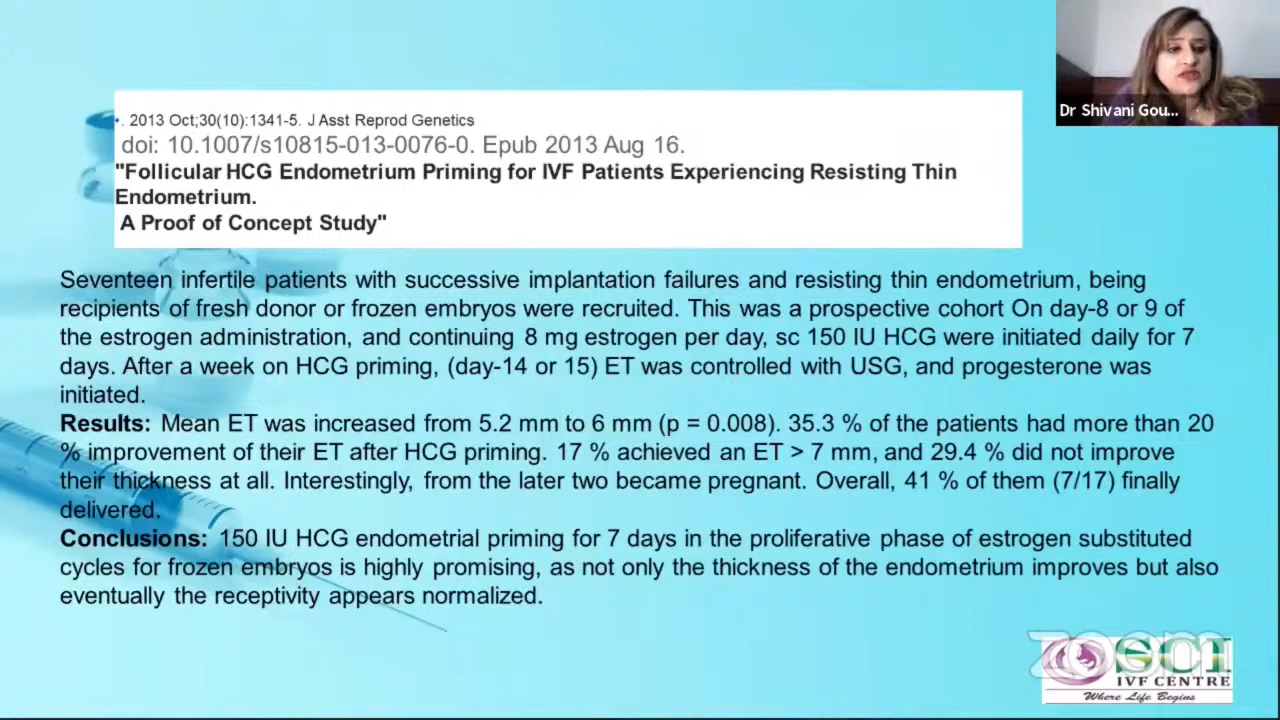 Dr Shivani Gou...
•. 2013 Oct;30(10):1341-5. J Asst Reprod Genetics
doi: 10.1007/s10815-013-0076-0. Epub 2013 Aug 16.
"Follicular HCG Endometrium Priming for IVF Patients Experiencing Resisting Thin
Endometrium.
A Proof of Concept Study"
Seventeen infertile patients with successive implantation failures and resisting thin endometrium, being
recipients of fresh donor or frozen embryos were recruited. This was a prospective cohort On day-8 or 9 of
the estrogen administration, and continuing 8 mg estrogen per day, sc 150 IU HCG were initiated daily for 7
days. After a week on HCG priming, (day-14 or 15) ET was controlled with USG, and progesterone was
initiated.
Results: Mean ET was increased from 5.2 mm to 6 mm (p = 0.008). 35.3 % of the patients had more than 20
% improvement of their ET after HCG priming. 17 % achieved an ET > 7 mm, and 29.4 % did not improve
their thickness at all. Interestingly, from the later two became pregnant. Overall, 41 % of them (7/17) finally
delivered.
Conclusions: 150 IU HCG endometrial priming for 7 days in the proliferative phase of estrogen substituted
cycles for frozen embryos is highly promising, as not only the thickness of the endometrium improves but also
eventually the receptivity appears normalized.
zoom
SCI
IVF CENTRE
Where Life Begins